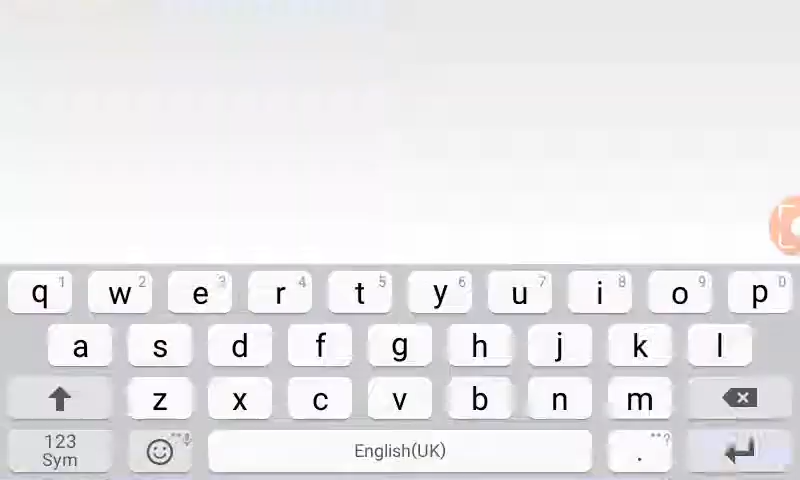 q 1 w 2 e 3 r 4 t 5 y 6 u 7 i 8 o 9 p 0
a s d f g h j k l
z x c v b n m
123
Sym
English(UK)
. ?